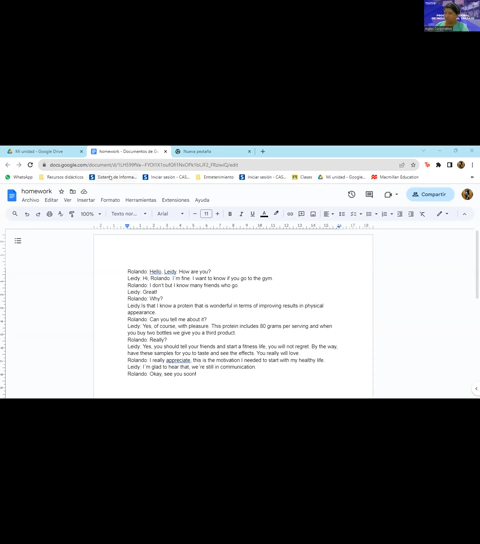 Mi unidad - Google Drive
homework - Documentos de Go
Nueva pestaña
docs.google.com/document/d/
WhatsApp Recursos didácticos Sistema de Informa... Iniciar sesión - CAS... Entretenimiento Iniciar sesión - CAS... Clases Mi unidad - Google... Macmillan Education
homework
Archivo Editar Ver Insertar Formato Herramientas Extensiones Ayuda
Compartir
100% Texto nor... Arial 11
Rolando: Hello, Leidy. How are you?
Leidy: Hi, Rolando. I´m fine. I want to know if you go to the gym.
Rolando: I don't but I know many friends who go.
Leidy: Great!
Rolando: Why?
Leidy Is that I know a protein that is wonderful in terms of improving results in physical
appearance.
Rolando: Can you tell me about it?
Leidy: Yes, of course, with pleasure. This protein includes 80 grams per serving and when
you buy two bottles we give you a third product.
Rolando: Really?
Leidy: Yes, you should tell your friends and start a fitness life, you will not regret. By the way,
have these samples for you to taste and see the effects. You really will love.
Rolando: I really appreciate, this is the motivation I needed to start with my healthy life.
Leidy: I´m glad to hear that, we´re still in communication.
Rolando: Okay, see you soon!